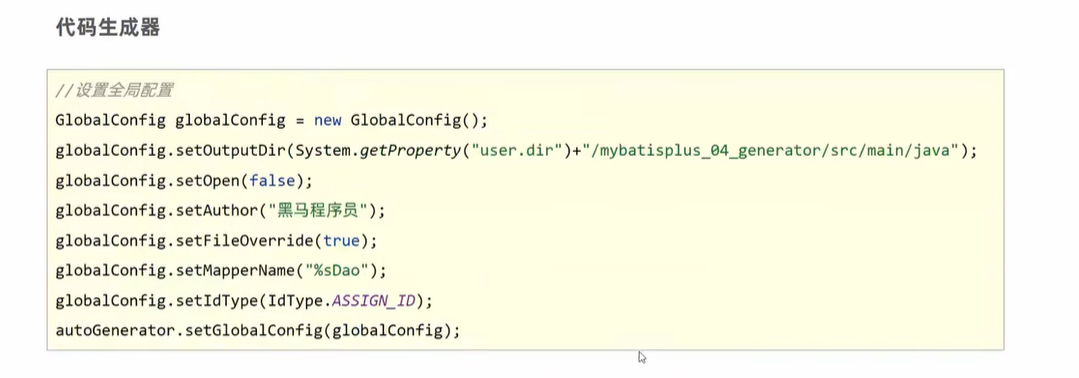 代码生成器
//设置全局配置
GlobalConfig globalConfig = new GlobalConfig();
globalConfig.setOutputDir(System.getProperty("user.dir")+"/mybatisplus_04_generator/src/main/java");
globalConfig.setOpen(false);
globalConfig.setAuthor("黑马程序员");
globalConfig.setFileOverride(true);
globalConfig.setMapperName("%sDao");
globalConfig.setIdType(IdType.ASSIGN_ID);
autoGenerator.setGlobalConfig(globalConfig);